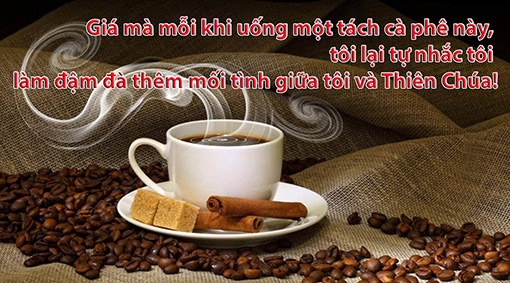 Giá mà mỗi khi uống một tách cà phê này,
tôi lại tự nhắc tôi
làm đậm đà thêm mối tình giữa tôi và Thiên Chúa!